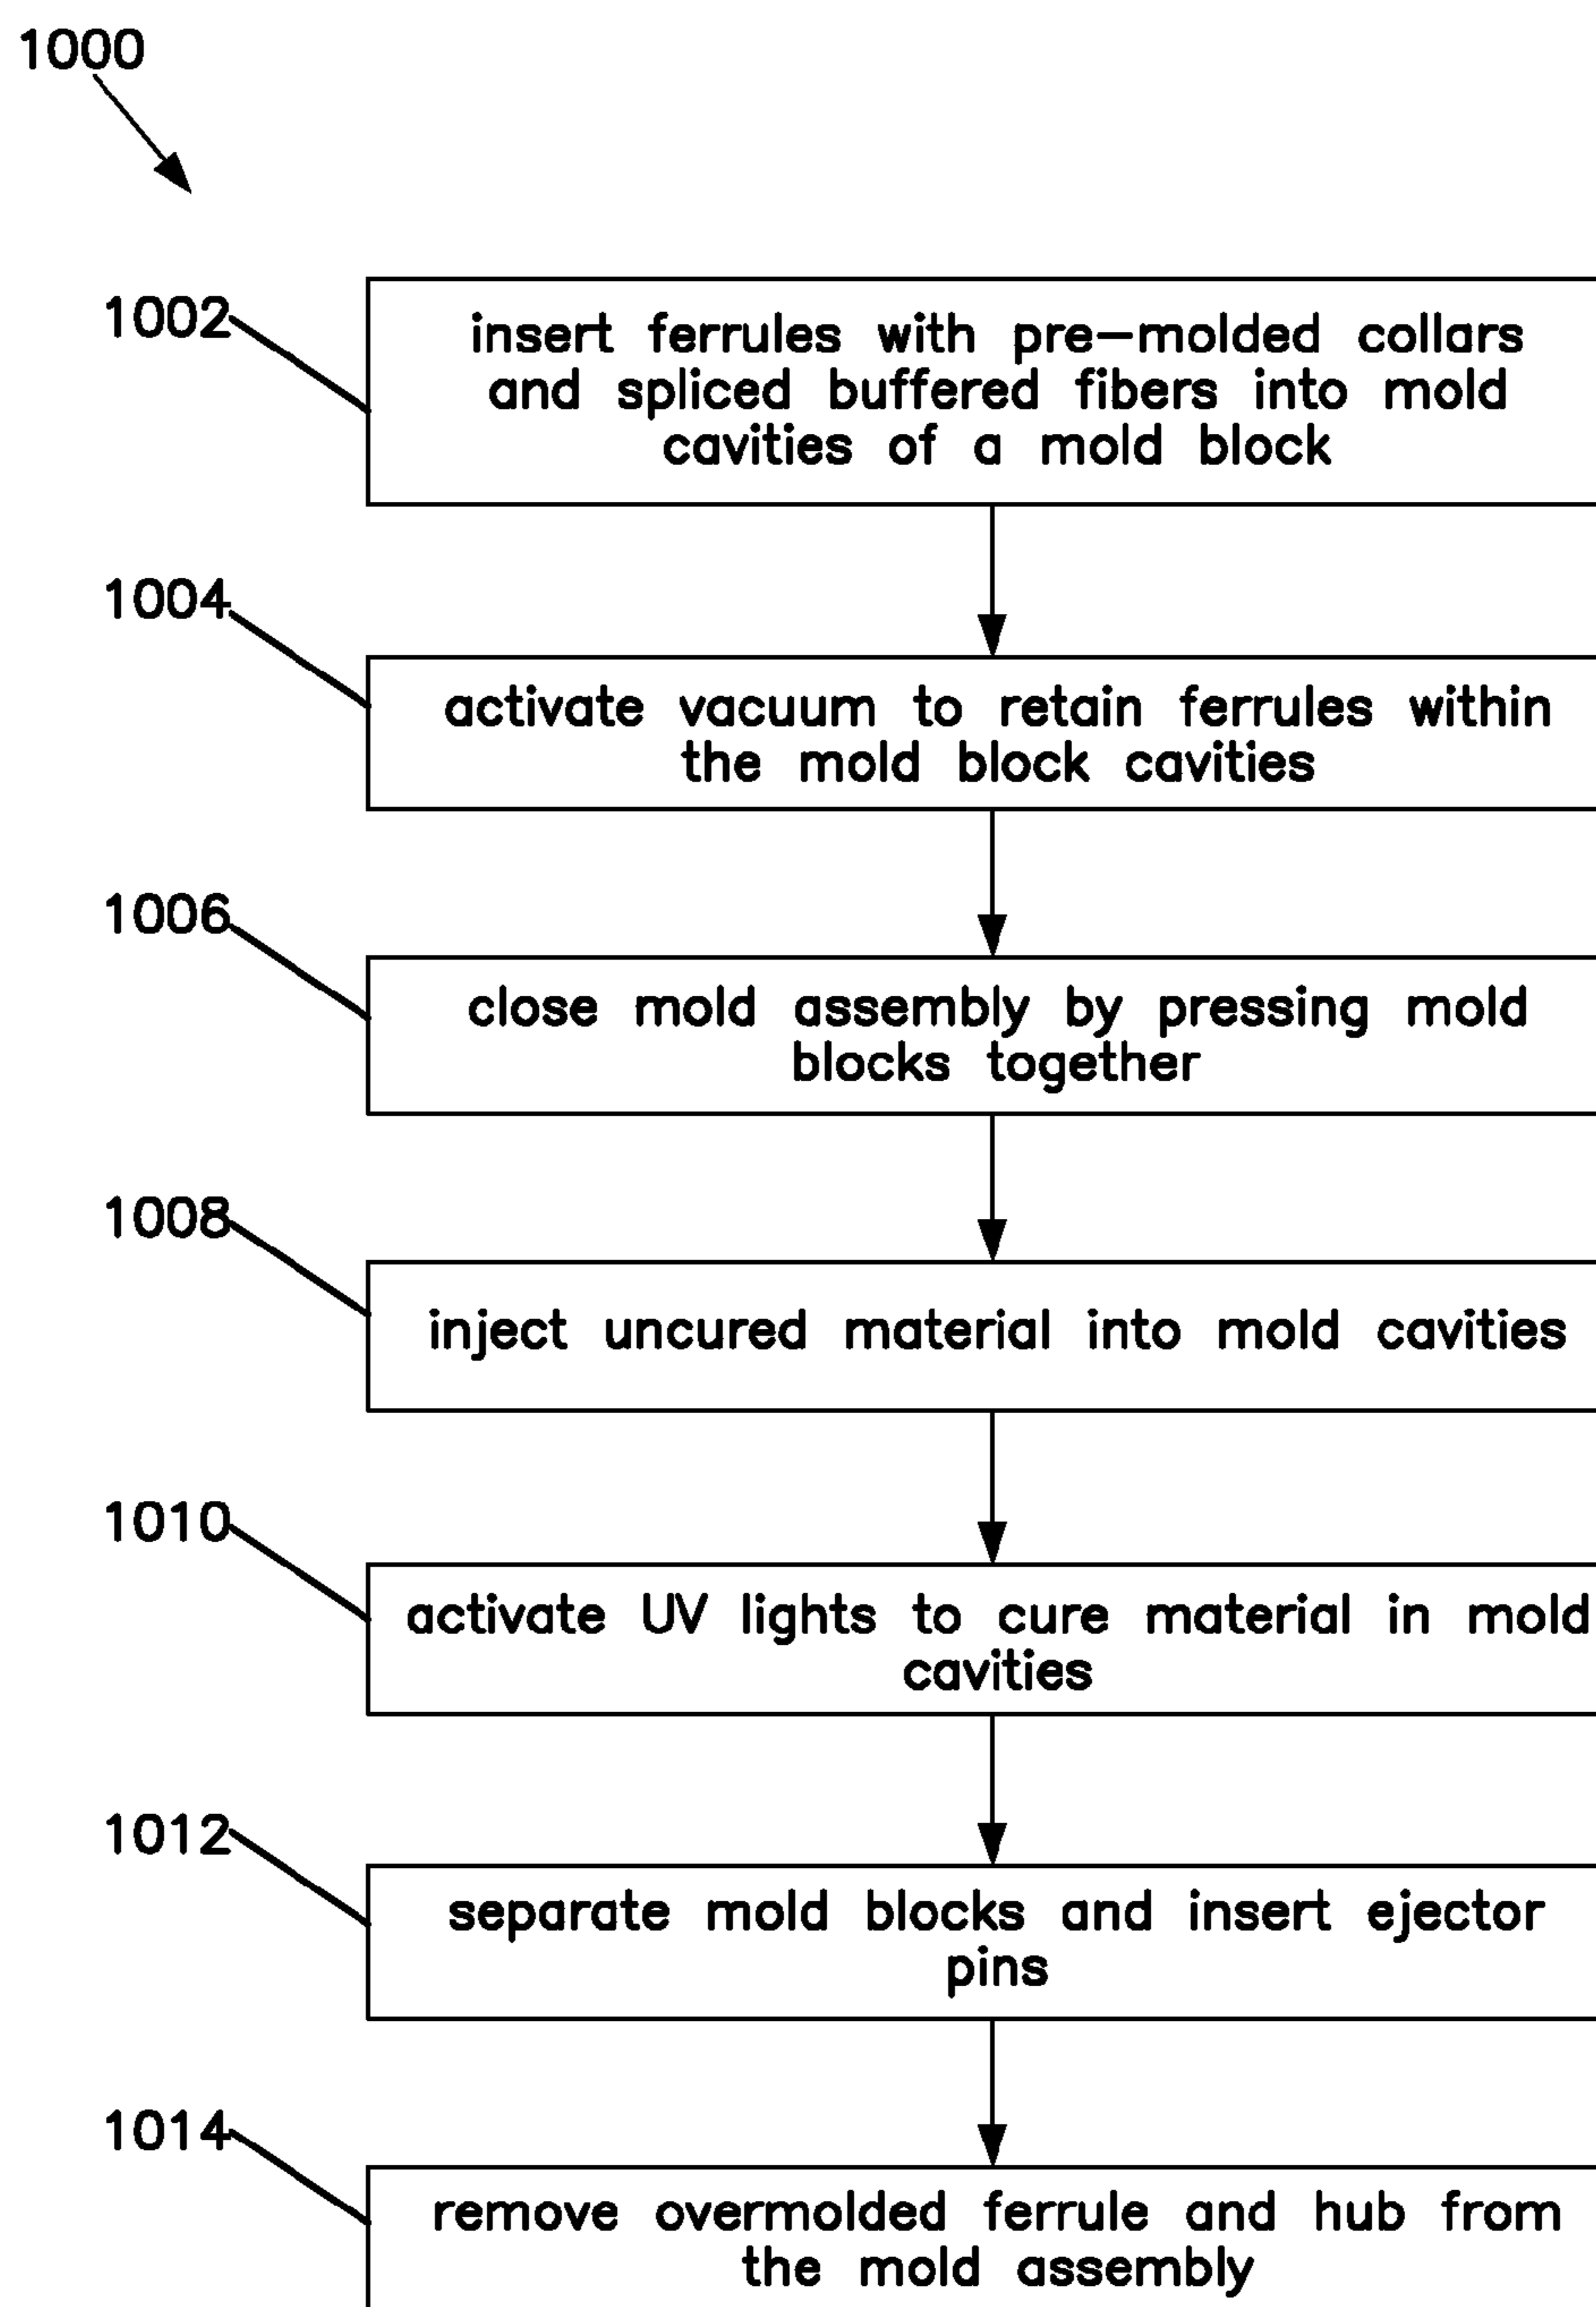 1000
1002
insert ferrules with pre-molded collars
and spliced buffered fibers into mold
cavities of a mold block
1004
activate vacuum to retain ferrules within
the mold block cavities
1006
close mold assembly by pressing mold
blocks together
1008
inject uncured material into mold cavities
1010
activate UV lights to cure material in mold
cavities
1012
separate mold blocks and insert ejector
pins
1014
remove overmolded ferrule and hub from
the mold assembly